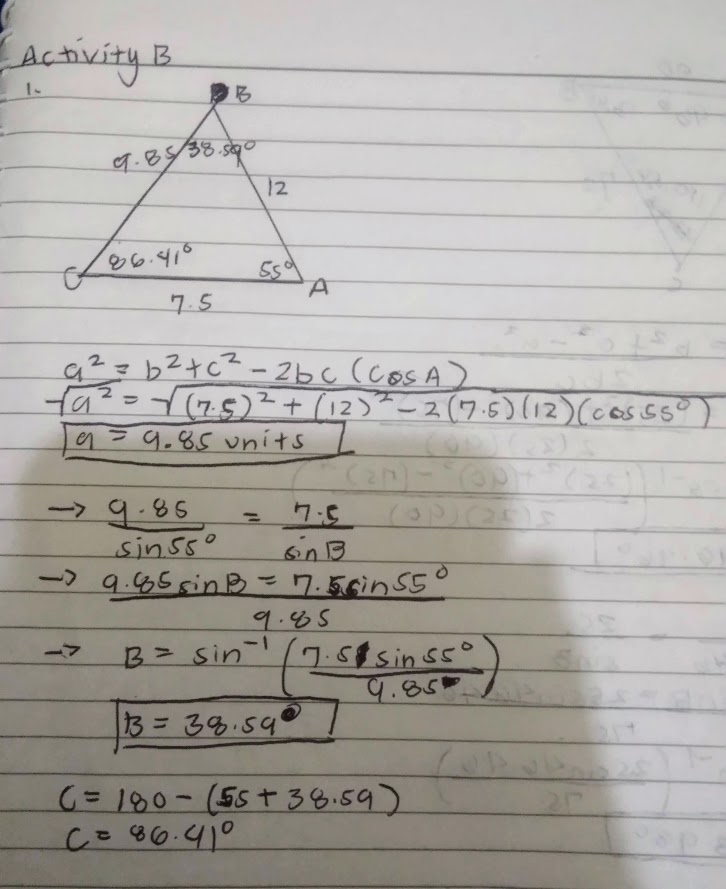 Activity B
1.
B
9.85 38.59°
12
C 86.41° 55° A
7.5
a² = b² + c² - 2bc (cos A)
√a² = √(7.5)² + (12)² - 2(7.5)(12)(cos 55°)
a = 9.85 units
→ 9.85 / sin 55° = 7.5 / sin B
→ 9.85 sin B = 7.5 sin 55°
9.85
→ B = sin⁻¹ (7.5 sin 55° / 9.85)
B = 38.59°
C = 180 - (55 + 38.59)
C = 86.41°